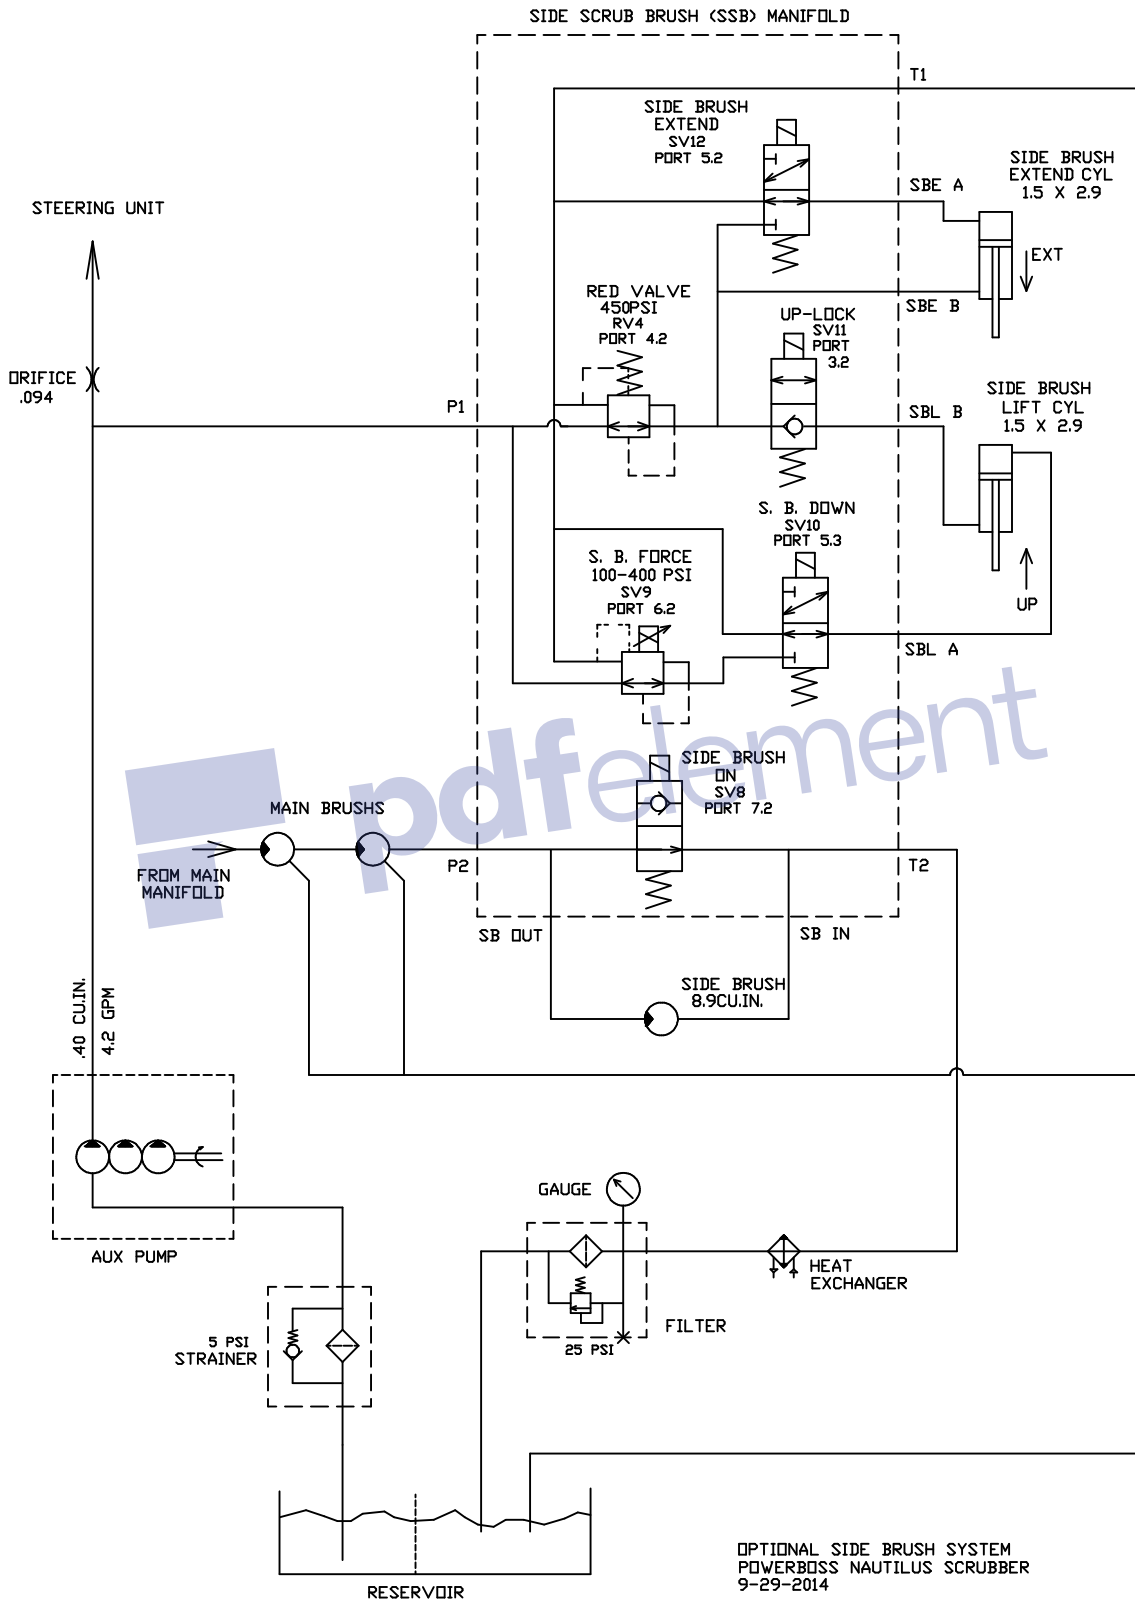 SIDE SCRUB BRUSH (SSB) MANIFOLD
T1
SIDE BRUSH
EXTEND
SV12
PORT 5.2
SIDE BRUSH
EXTEND CYL
1.5 X 2.9
SBE A
STEERING UNIT
EXT
RED VALVE
450PSI
RV4
PORT 4.2
SBE B
UP-LOCK
SV11
PORT
3.2
ORIFICE
.094
P1
SBL B
SIDE BRUSH
LIFT CYL
1.5 X 2.9
S. B. DOWN
SV10
PORT 5.3
S. B. FORCE
100-400 PSI
SV9
PORT 6.2
UP
SBL A
pdfelement
SIDE BRUSH
ON
SV8
PORT 7.2
MAIN BRUSHS
FROM MAIN
MANIFOLD
P2
T2
SB OUT
SB IN
.40 CU.IN.
4.2 GPM
SIDE BRUSH
8.9CU.IN.
GAUGE
AUX PUMP
HEAT
EXCHANGER
FILTER
25 PSI
5 PSI
STRAINER
RESERVOIR
OPTIONAL SIDE BRUSH SYSTEM
POWERBOSS NAUTILUS SCRUBBER
9-29-2014